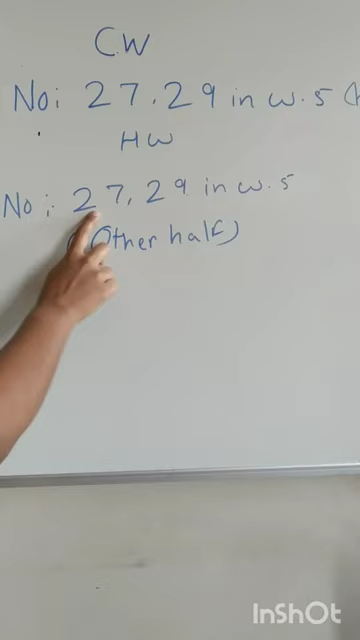 C.W
No: 27.29 in w.5
HW
No: 27,29 in w.5
(Other half)
InShOt